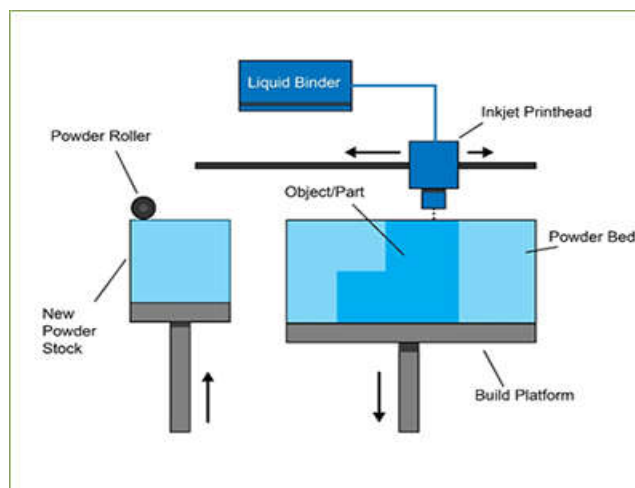 Liquid Binder
Inkjet Printhead
Powder Roller
Object/Part
Powder Bed
New
Powder
Stock
Build Platform